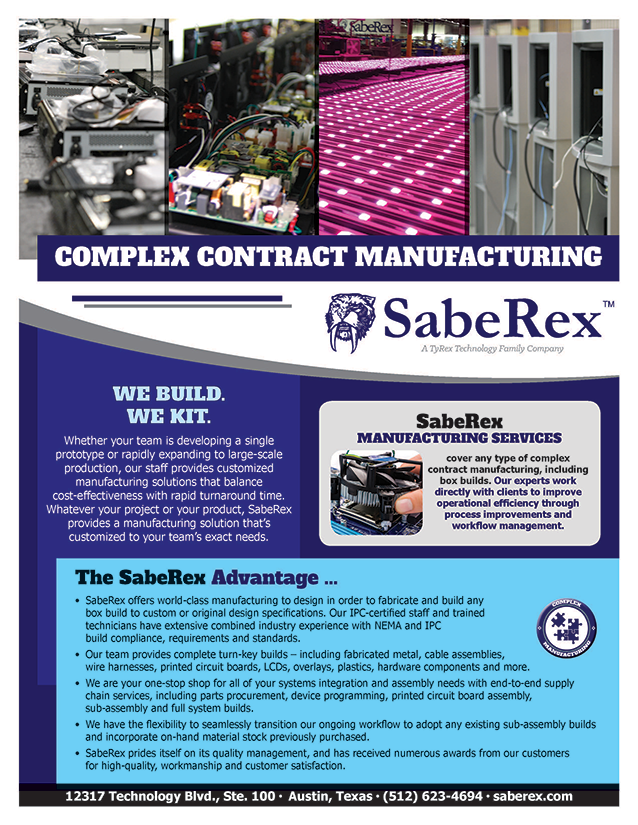 SabeRex
COMPLEX CONTRACT MANUFACTURING
SabeRex™
A TyRex Technology Family Company
WE BUILD.
WE KIT.
Whether your team is developing a single
prototype or rapidly expanding to large-scale
production, our staff provides customized
manufacturing solutions that balance
cost-effectiveness with rapid turnaround time.
Whatever your project or your product, SabeRex
provides a manufacturing solution that's
customized to your team's exact needs.
SabeRex
MANUFACTURING SERVICES
cover any type of complex
contract manufacturing, including
box builds. Our experts work
directly with clients to improve
operational efficiency through
process improvements and
workflow management.
The SabeRex Advantage ...
• SabeRex offers world-class manufacturing to design in order to fabricate and build any
box build to custom or original design specifications. Our IPC-certified staff and trained
technicians have extensive combined industry experience with NEMA and IPC
build compliance, requirements and standards.
• Our team provides complete turn-key builds – including fabricated metal, cable assemblies,
wire harnesses, printed circuit boards, LCDs, overlays, plastics, hardware components and more.
• We are your one-stop shop for all of your systems integration and assembly needs with end-to-end supply
chain services, including parts procurement, device programming, printed circuit board assembly,
sub-assembly and full system builds.
• We have the flexibility to seamlessly transition our ongoing workflow to adopt any existing sub-assembly builds
and incorporate on-hand material stock previously purchased.
• SabeRex prides itself on its quality management, and has received numerous awards from our customers
for high-quality, workmanship and customer satisfaction.
COMPLEX
MANUFACTURING
12317 Technology Blvd., Ste. 100 · Austin, Texas · (512) 623-4694 · saberex.com